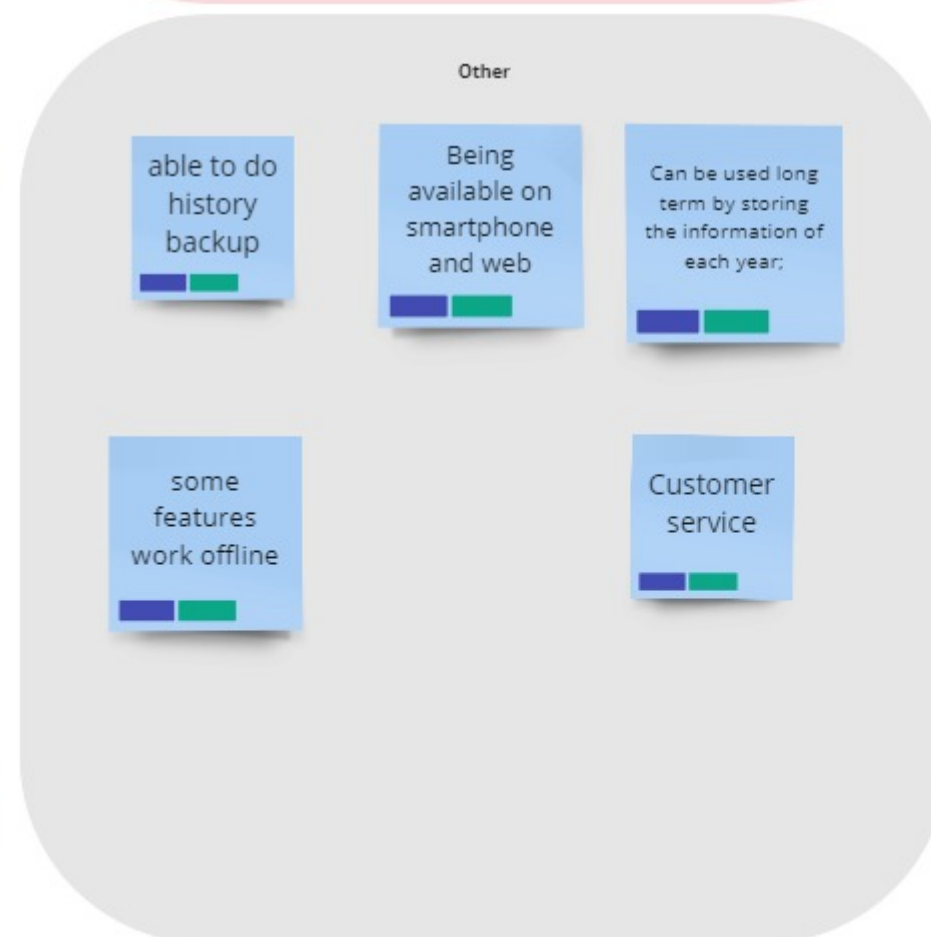 Other
able to do
history
backup
Being
available on
smartphone
and web
Can be used long
term by storing
the information of
each year;
some
features
work offline
Customer
service